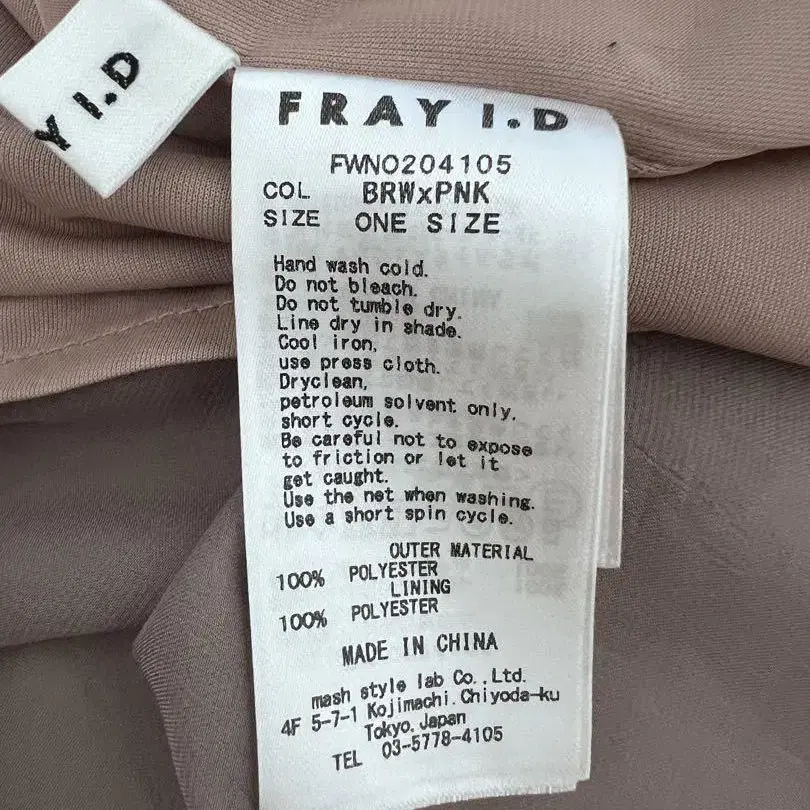 Y I.D
FRAY I.D
FWNO204105
COL BRWxPNK
SIZE ONE SIZE
Hand wash cold.
Do not bleach.
Do not tumble dry.
Line dry in shade.
Cool iron,
use press cloth.
Dryclean,
petroleum solvent only,
short cycle.
Be careful not to expose
to friction or let it
get caught.
Use the net when washing.
Use a short spin cycle.
OUTER MATERIAL
100% POLYESTER
LINING
100% POLYESTER
MADE IN CHINA
mash style lab Co.,Ltd.
4F 5-7-1 Kojimachi.Chiyoda-ku
Tokyo.Japan
TEL 03-5778-4105